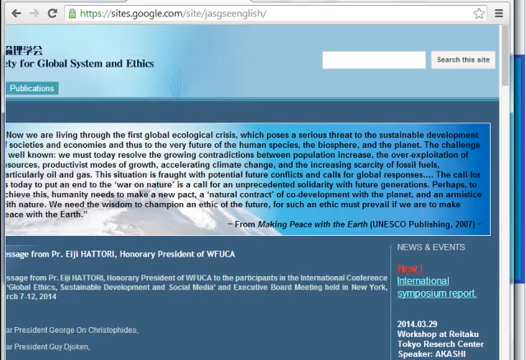 https://sites.google.com/site/jasgseenglish/
倫理学会
ety for Global System and Ethics
Search this site
Publications
Now we are living through the first global ecological crisis, which poses a serious threat to the sustainable development
f societies and economies and thus to the very future of the human species, the biosphere, and the planet. The challenge
well known: we must today resolve the growing contradictions between population increase, the over-exploitation of
esources, productivist modes of growth, accelerating climate change, and the increasing scarcity of fossil fuels,
articularly oil and gas. This situation is fraught with potential future conflicts and calls for global responses.... The call for
s today to put an end to the 'war on nature' is a call for an unprecedented solidarity with future generations. Perhaps, to
chieve this, humanity needs to make a new pact, a 'natural contract' of co-development with the planet, and an armistice
ith nature. We need the wisdom to champion an ethic of the future, for such an ethic must prevail if we are to make
eace with the Earth."
－From Making Peace with the Earth (UNESCO Publishing, 2007)－
essage from Pr. Eiji HATTORI, Honorary President of WFUCA
essage from Pr. Eiji HATTORI, Honorary President of WFUCA to the participants in the International Conference
'Global Ethics, Sustainable Development and Social Media' and Executive Board Meeting held in New York,
rch 7-12, 2014
ar President George On Christophides,
ar President Guy Djoken,
NEWS & EVENTS
New !
International
symposium report.
2014.03.29
Workshop at Reitaku
Tokyo Reserch Center
Speaker: AKASHI